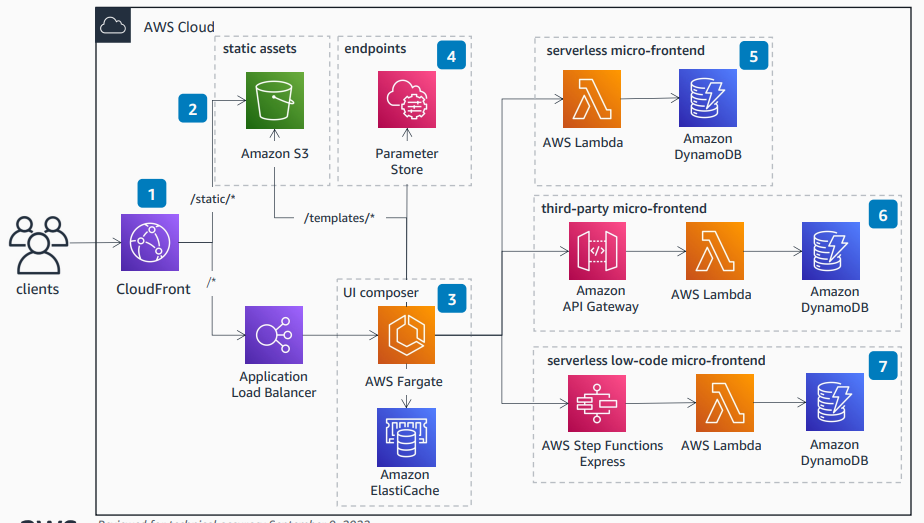 AWS Cloud
static assets
endpoints
4
serverless micro-frontend
5
2
Amazon S3
Parameter
Store
AWS Lambda
Amazon
DynamoDB
1
/static/*
/templates/*
third-party micro-frontend
6
clients
CloudFront
/*
UI composer
3
Amazon
API Gateway
AWS Lambda
Amazon
DynamoDB
Application
Load Balancer
AWS Fargate
serverless low-code micro-frontend
7
Amazon
ElastiCache
AWS Step Functions
Express
AWS Lambda
Amazon
DynamoDB